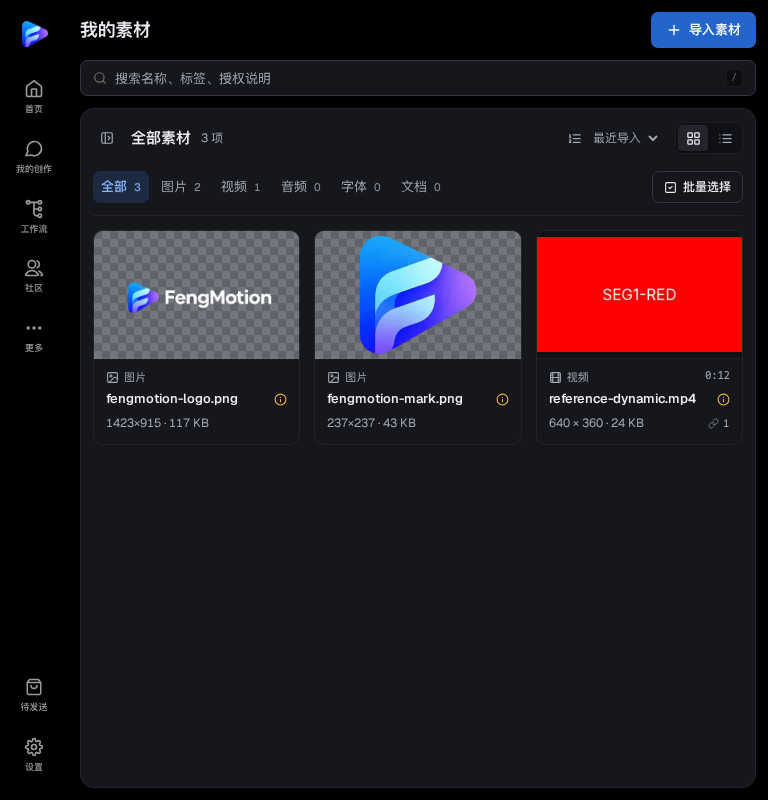 我的素材
导入素材
搜索名称、标签、授权说明
/
首页
我的创作
工作流
社区
更多
待发送
设置
全部素材 3 项
最近导入
全部 3 图片 2 视频 1 音频 0 字体 0 文档 0
批量选择
FengMotion
图片
fengmotion-logo.png
1423×915 · 117 KB
图片
fengmotion-mark.png
237×237 · 43 KB
SEG1-RED
视频 0:12
reference-dynamic.mp4
640 × 360 · 24 KB 1